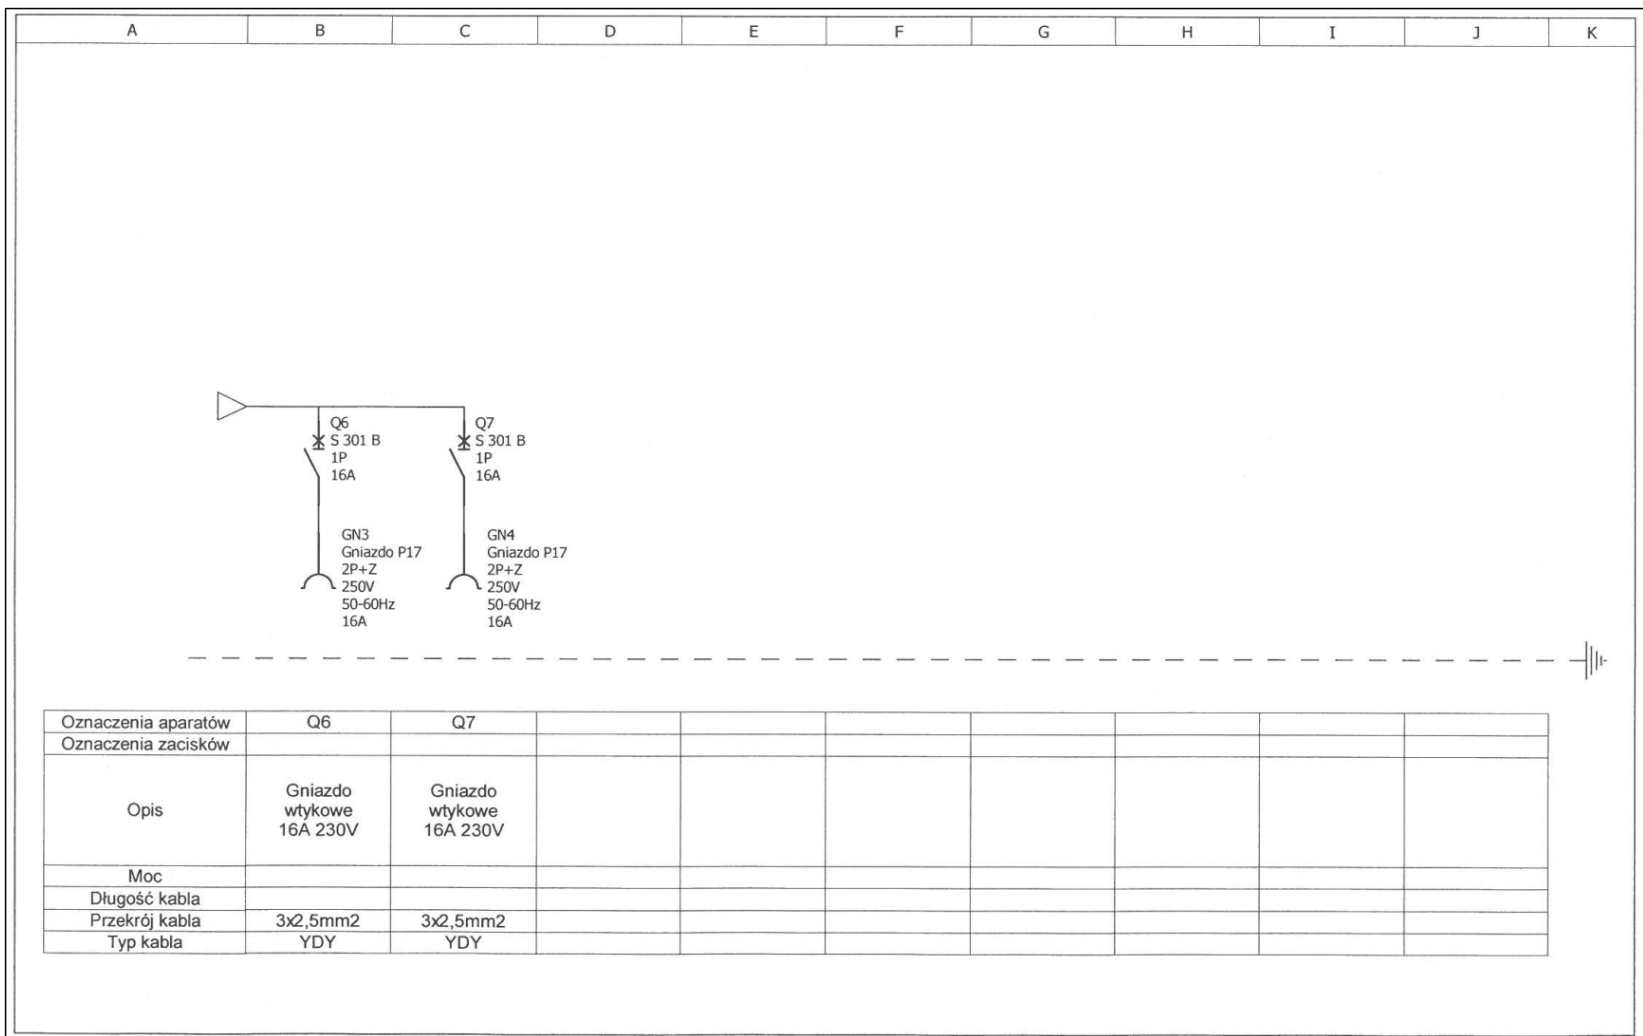 A B C D E F G H I J K
Q6
S 301 B
1P
16A
Q7
S 301 B
1P
16A
GN3
Gniazdo P17
2P+Z
250V
50-60Hz
16A
GN4
Gniazdo P17
2P+Z
250V
50-60Hz
16A
Oznaczenia aparatów Q6 Q7
Oznaczenia zacisków
Opis
Gniazdo
wtykowe
16A 230V
Gniazdo
wtykowe
16A 230V
Moc
Długość kabla
Przekrój kabla 3x2,5mm2 3x2,5mm2
Typ kabla YDY YDY